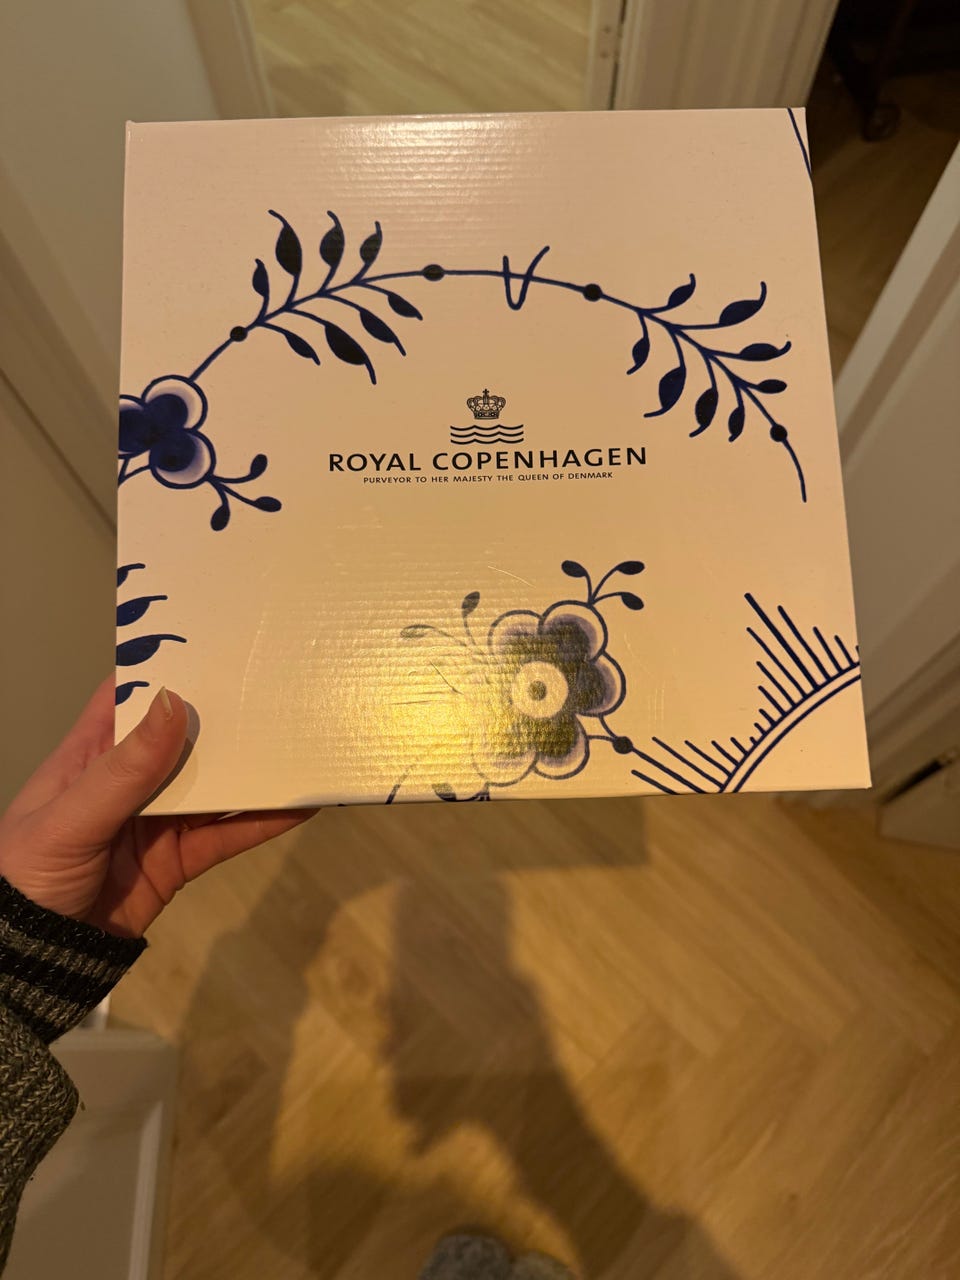 ROYAL COPENHAGEN
PURVEYOR TO HER MAJESTY THE QUEEN OF DENMARK